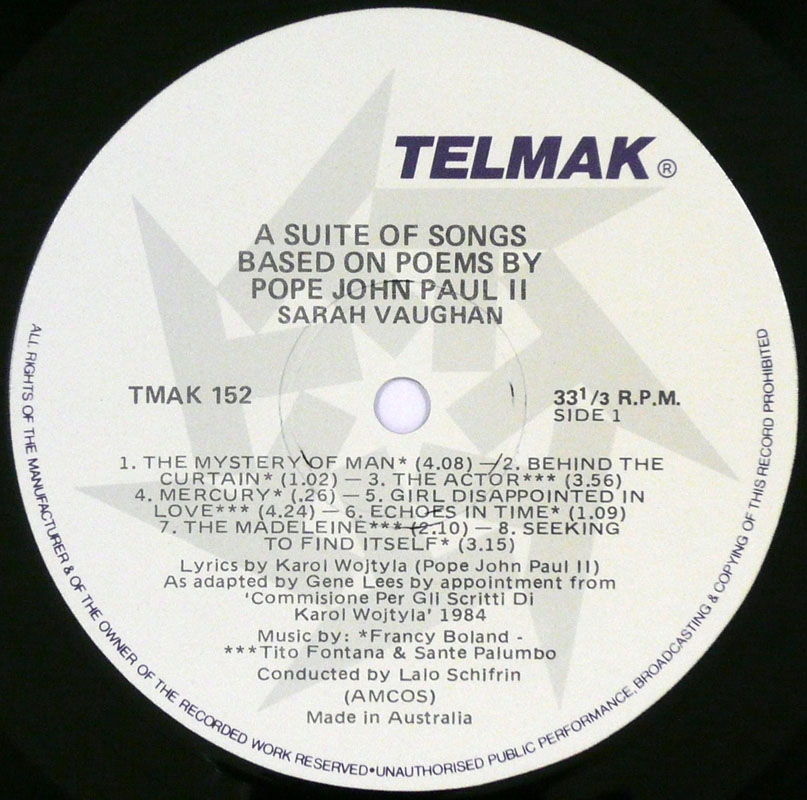 TELMAK®
A SUITE OF SONGS
BASED ON POEMS BY
POPE JOHN PAUL II
SARAH VAUGHAN
TMAK 152
33 1/3 R.P.M.
SIDE 1
1. THE MYSTERY OF MAN* (4.08) — 2. BEHIND THE
CURTAIN* (1.02) — 3. THE ACTOR*** (3.56)
4. MERCURY* (.26) — 5. GIRL DISAPPOINTED IN
LOVE*** (4.24) — 6. ECHOES IN TIME* (1.09)
7. THE MADELEINE*** (2.10) — 8. SEEKING
TO FIND ITSELF* (3.15)
Lyrics by Karol Wojtyla (Pope John Paul II)
As adapted by Gene Lees by appointment from
'Commisione Per Gli Scritti Di
Karol Wojtyla' 1984
Music by: *Francy Boland -
***Tito Fontana & Sante Palumbo
Conducted by Lalo Schifrin
(AMCOS)
Made in Australia
ALL RIGHTS OF THE MANUFACTURER & OF THE OWNER OF THE RECORDED WORK RESERVED•UNAUTHORISED PUBLIC PERFORMANCE, BROADCASTING & COPYING OF THIS RECORD PROHIBITED